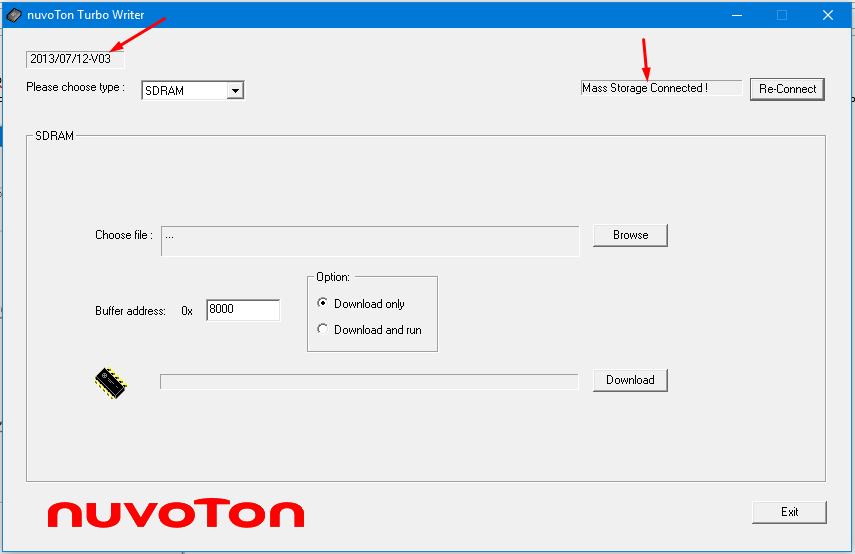 nuvoTon Turbo Writer
2013/07/12-V03
Please choose type :
SDRAM
Mass Storage Connected !
Re-Connect
SDRAM
Choose file :
...
Browse
Option:
Buffer address:
0x
8000
Download only
Download and run
Download
nuvoTon
Exit